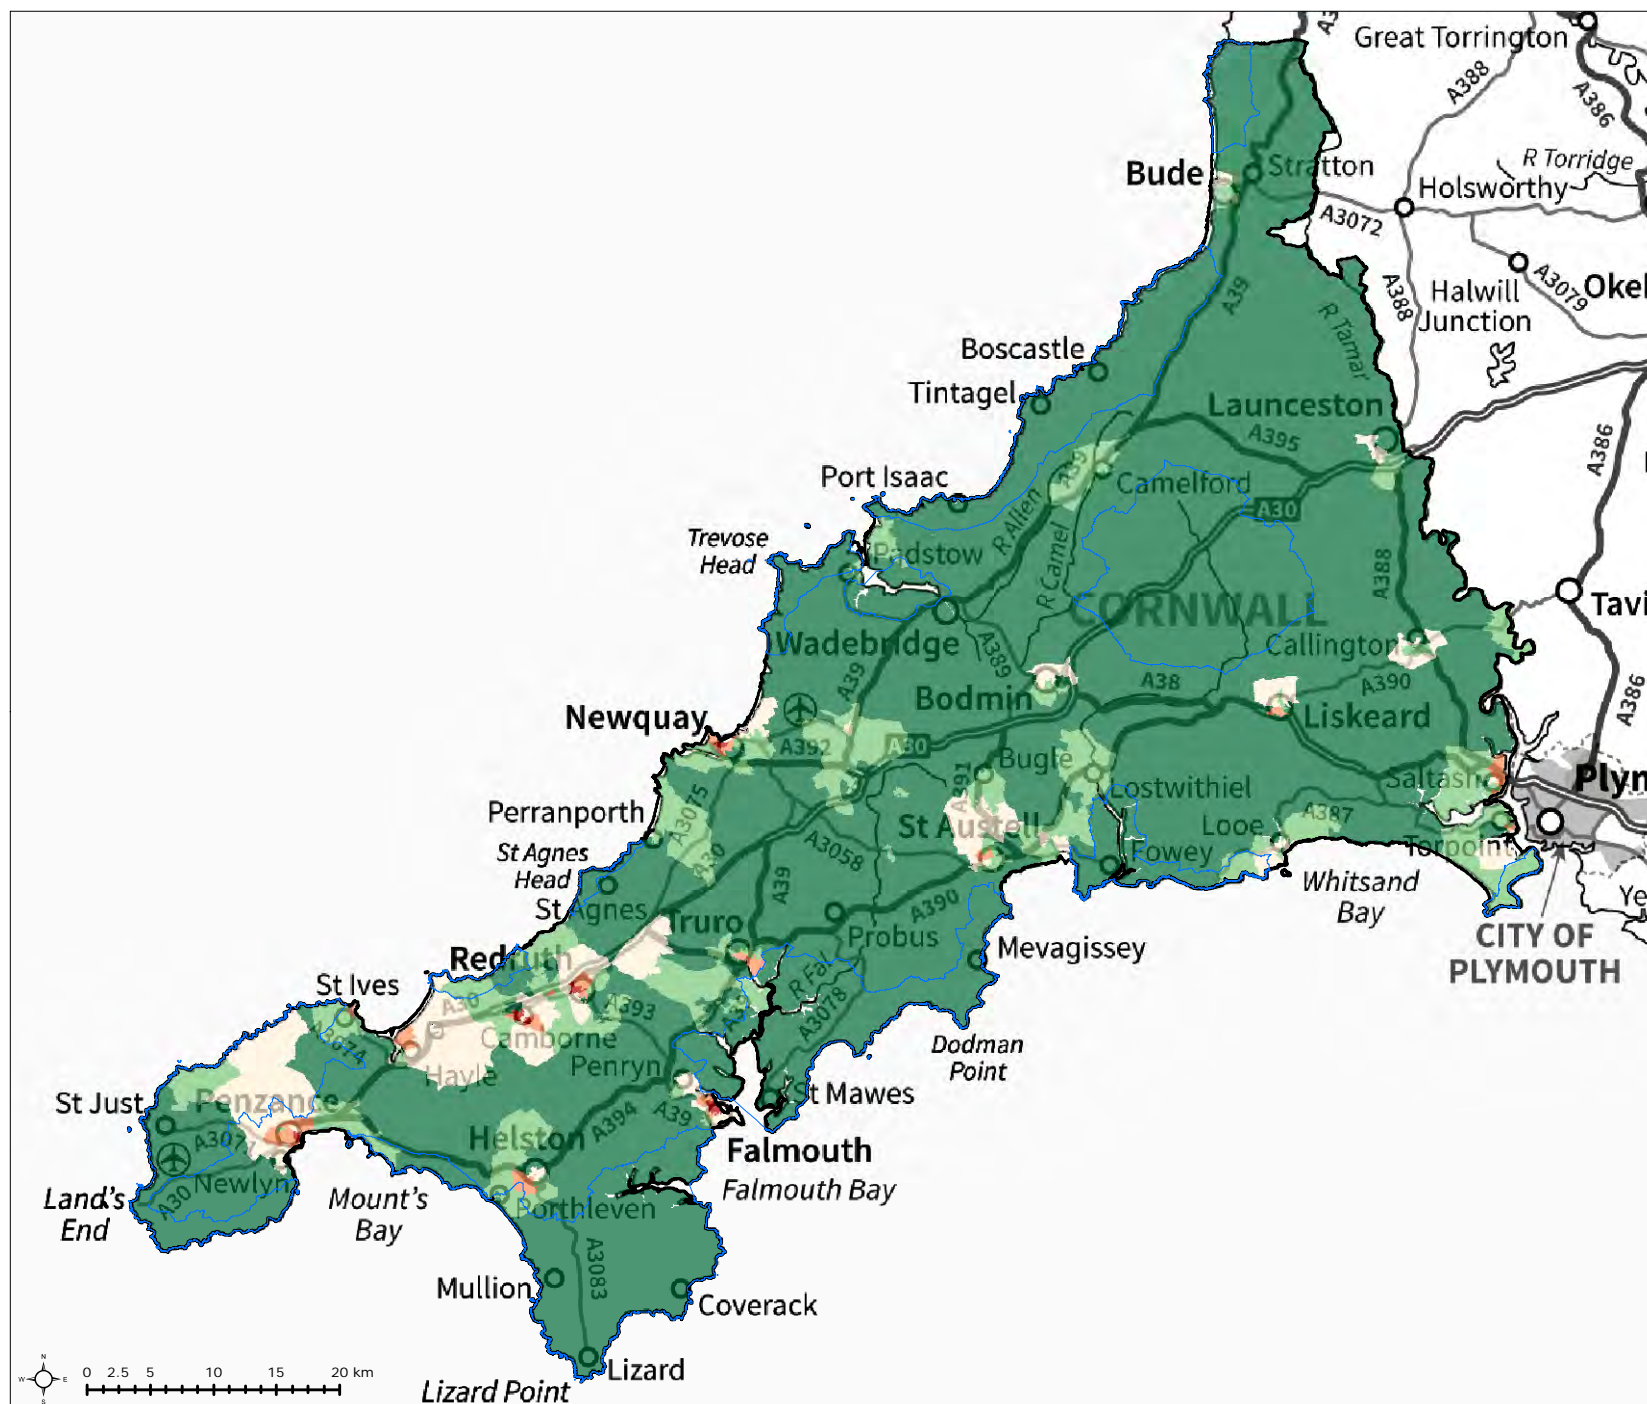 Great Torrington
A388
A386
R Torridge
Bude
Stratton
Holsworthy
A3072
A39
A388
Halwill
Junction
A3079
R Tamar
Boscastle
Tintagel
Launceston
A395
A386
Port Isaac
A39
Camelford
A30
R Allen
Trevose
Head
Padstow
R Camel
A388
CORNWALL
Wadebridge
A389
Callington
A39
Bodmin
A38
A390
A386
Newquay
Liskeard
A392
A30
Bugle
A391
Saltash
Lostwithiel
Perranporth
A3075
St Austell
Looe
A387
Torpoint
St Agnes
Head
A30
A3058
Fowey
Whitsand
Bay
A39
St Agnes
Truro
A390
Probus
CITY OF
PLYMOUTH
Redruth
Mevagissey
R Fal
St Ives
A30
A393
A39
A3078
A3074
Camborne
Hayle
Penryn
Dodman
Point
St Just
Penzance
A394
A39
St Mawes
A3071
Helston
Falmouth
Falmouth Bay
Newlyn
A30
Land's
End
Mount's
Bay
Porthleven
A3083
Mullion
Coverack
Lizard
Lizard Point
N
W
E
S
0 2.5 5 10 15 20 km